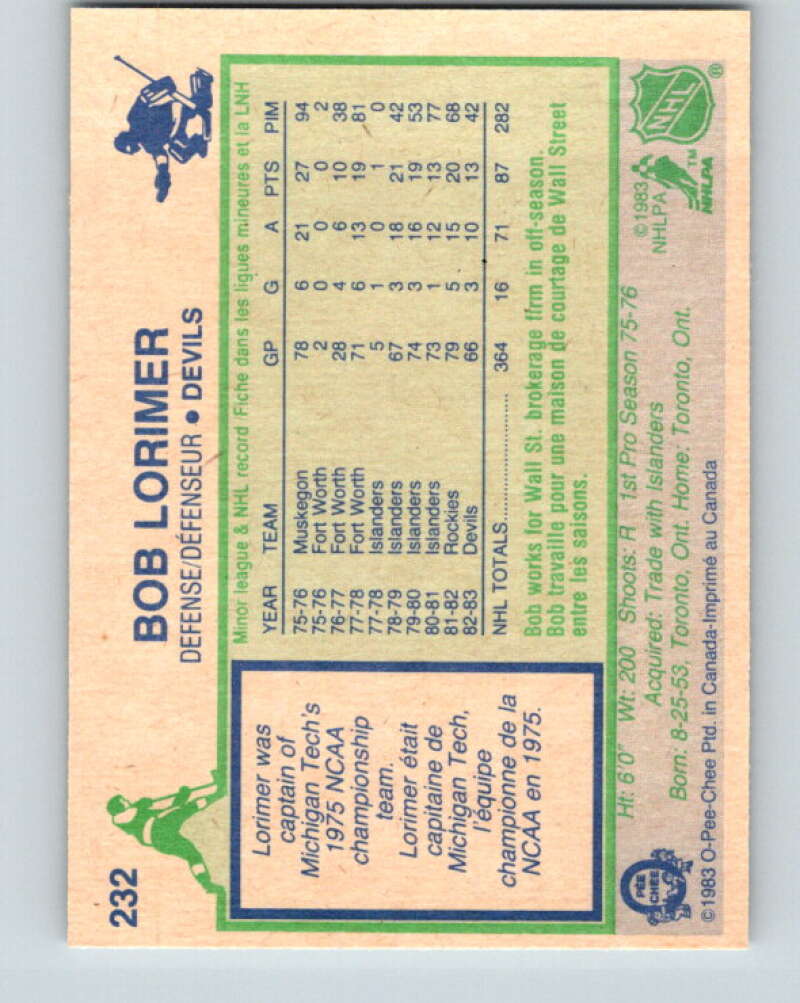 232
BOB LORIMER
DEFENSE/DÉFENSEUR • DEVILS
Lorimer was
captain of
Michigan Tech's
1975 NCAA
championship
team.
Lorimer était
capitaine de
Michigan Tech,
l'équipe
championne de la
NCAA en 1975.
Minor league & NHL record/Fiche dans les ligues mineures et la LNH
YEAR TEAM GP G A PTS PIM
75-76 Muskegon 78 6 21 27 94
75-76 Fort Worth 2 0 0 0 2
76-77 Fort Worth 28 4 6 10 38
77-78 Fort Worth 71 6 13 19 81
77-78 Islanders 5 1 0 1 0
78-79 Islanders 67 3 18 21 42
79-80 Islanders 74 3 16 19 53
80-81 Islanders 73 1 12 13 77
81-82 Rockies 79 5 15 20 68
82-83 Devils 66 3 10 13 42
NHL TOTALS 364 16 71 87 282
Bob works for Wall St. brokerage firm in off-season.
Bob travaille pour une maison de courtage de Wall Street
entre les saisons.
Ht: 6'0" Wt: 200 Shoots: R 1st Pro Season 75-76
Acquired: Trade with Islanders
Born: 8-25-53, Toronto, Ont. Home: Toronto, Ont.
©1983 O-Pee-Chee Ptd. in Canada-Imprimé au Canada
O
PEE
CHEE
©1983
NHLPA
TM
NHLPA
NHL
®